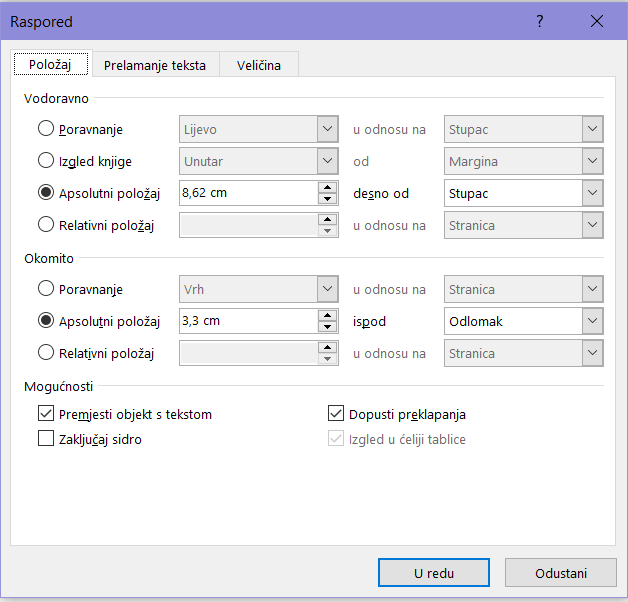 Raspored ?
Položaj Prelamanje teksta Veličina
Vodoravno
Poravnanje Lijevo u odnosu na Stupac
Izgled knjige Unutar od Margina
Apsolutni položaj 8,62 cm desno od Stupac
Relativni položaj u odnosu na Stranica
Okomito
Poravnanje Vrh u odnosu na Stranica
Apsolutni položaj 3,3 cm ispod Odlomak
Relativni položaj u odnosu na Stranica
Mogućnosti
Premjesti objekt s tekstom Dopusti preklapanja
Zaključaj sidro Izgled u ćeliji tablice
U redu Odustani